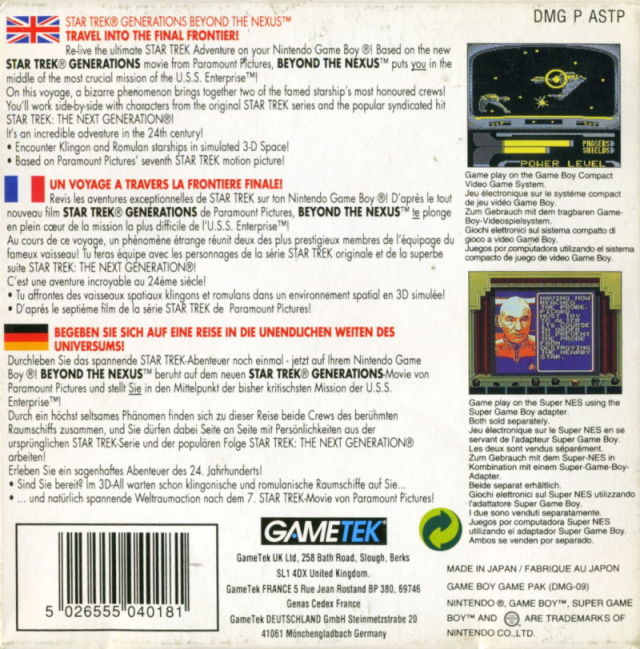 DMG P ASTP
STAR TREK® GENERATIONS BEYOND THE NEXUS™
TRAVEL INTO THE FINAL FRONTIER!
Re-live the ultimate STAR TREK Adventure on your Nintendo Game Boy ®! Based on the new
STAR TREK® GENERATIONS movie from Paramount Pictures, BEYOND THE NEXUS™ puts you in the
middle of the most crucial mission of the U.S.S. Enterprise™!
On this voyage, a bizarre phenomenon brings together two of the famed starship's most honoured crews!
You'll work side-by-side with characters from the original STAR TREK series and the popular syndicated hit
STAR TREK: THE NEXT GENERATION®!
It's an incredible adventure in the 24th century!
• Encounter Klingon and Romulan starships in simulated 3-D Space!
• Based on Paramount Pictures' seventh STAR TREK motion picture!
UN VOYAGE A TRAVERS LA FRONTIERE FINALE!
Revis les aventures exceptionnelles de STAR TREK sur ton Nintendo Game Boy ®! D'après le tout
nouveau film STAR TREK® GENERATIONS de Paramount Pictures, BEYOND THE NEXUS™ te plonge
en plein cœur de la mission la plus difficile de l'U.S.S. Enterprise™!
Au cours de ce voyage, un phénomène étrange réunit deux des plus prestigieux membres de l'équipage du
fameux vaisseau! Tu feras équipe avec les personnages de la série STAR TREK originale et de la superbe
suite STAR TREK: THE NEXT GENERATION®!
C'est une aventure incroyable au 24ème siècle!
• Tu affrontes des vaisseaux spatiaux klingons et romulans dans un environnement spatial en 3D simulée!
• D'après le septième film de la série STAR TREK de Paramount Pictures!
BEGEBEN SIE SICH AUF EINE REISE IN DIE UNENDLICHEN WEITEN DES
UNIVERSUMS!
Durchleben Sie das spannende STAR TREK-Abenteuer noch einmal - jetzt auf Ihrem Nintendo Game
Boy ®! BEYOND THE NEXUS™ beruht auf dem neuen STAR TREK® GENERATIONS-Movie von
Paramount Pictures und stellt Sie in den Mittelpunkt der bisher kritischsten Mission der U.S.S.
Enterprise™!
Durch ein höchst seltsames Phänomen finden sich zu dieser Reise beide Crews des berühmten
Raumschiffs zusammen, und Sie dürfen dabei Seite an Seite mit Persönlichkeiten aus der
ursprünglichen STAR TREK-Serie und der populären Folge STAR TREK: THE NEXT GENERATION®
arbeiten!
Erleben Sie ein sagenhaftes Abenteuer des 24. Jahrhunderts!
• Sind Sie bereit? Im 3D-All warten schon klingonische und romulanische Raumschiffe auf Sie...
• ... und natürlich spannende Weltraumaction nach dem 7. STAR TREK-Movie von Paramount Pictures!
PHASERS
SHIELDS
POWER LEVEL
Game play on the Game Boy Compact
Video Game System.
Jeu électronique sur le systéme compact
de jeu vidéo Game Boy.
Zum Gebrauch mit dem tragbaren Game-
Boy-Videospielsystem.
Giochi elettronici sul sistema compatto di
gioco a video Game Boy.
Juegos por computadora utilizando el sistema
compacto de juego de video Game Boy.
HAVING NOW
REACHED
THE PROBE,
PICARD
MUST TRY
TO ALTER
ITS COURSE
IN ORDER
TO PREVENT
THE PROBE
FROM
DESTROYING
THE NEARBY
STAR.
Game play on the Super NES using the
Super Game Boy adapter.
Both sold separately.
Jeu électronique sur le Super NES en se
servant de l'adapteur Super Game Boy.
Les deux sont vendus séparément.
Zum Gebrauch mit dem Super-NES in
Kombination mit einem Super-Game-Boy-
Adapter.
Beide separat erhältlich.
Giochi elettronici sul Super NES utilizzando
l'adattatore Super Game Boy.
I due sono venduti separatamente.
Juegos por computadora Super NES
utilizando el adaptador Super Game Boy.
Ambos se venden por separado.
5 026555 040181
GAMETEK®
GameTek UK Ltd, 258 Bath Road, Slough, Berks
SL1 4DX United Kingdom.
GameTek FRANCE 5 Rue Jean Rostand BP 380, 69746
Genas Cedex France
GameTek DEUTSCHLAND GmbH Steinmetzstrabe 20
41061 Mönchengladbach Germany
MADE IN JAPAN / FABRIQUE AU JAPON
GAME BOY GAME PAK (DMG-09)
NINTENDO ®, GAME BOY™, SUPER GAME
BOY™ AND ARE TRADEMARKS OF
NINTENDO CO.,LTD.